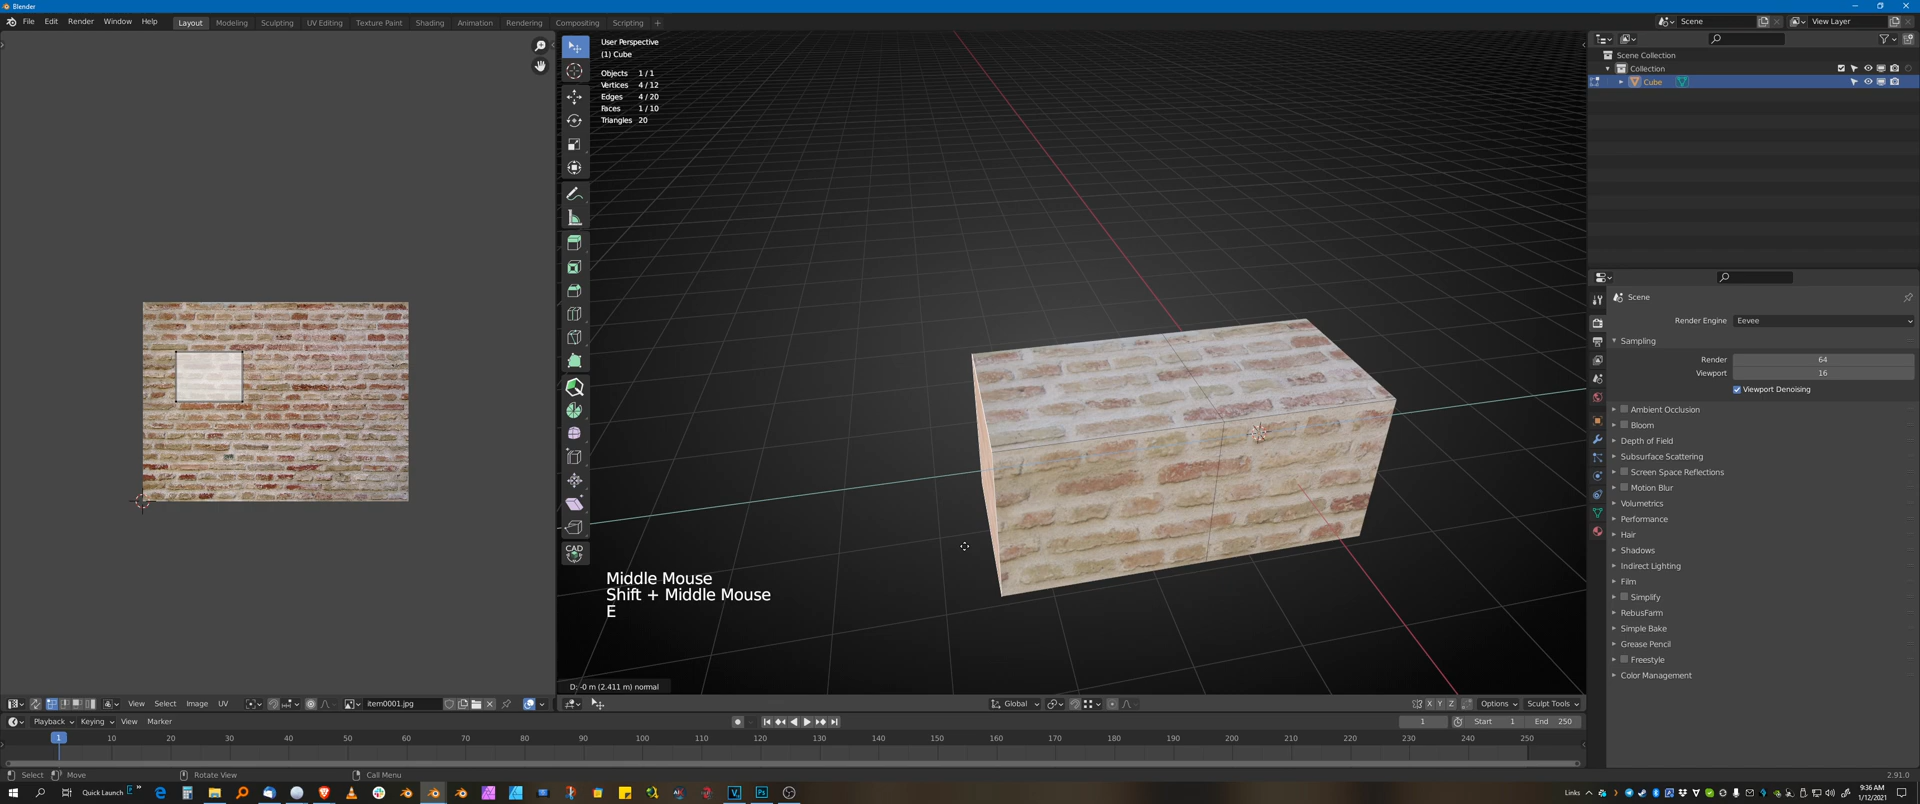 Blender
File Edit Render Window Help
Layout Modeling Sculpting UV Editing Texture Paint Shading Animation Rendering Compositing Scripting +
Scene
View Layer
User Perspective
(1) Cube
Objects 1 / 1
Vertices 4 / 12
Edges 4 / 20
Faces 1 / 10
Triangles 20
CAD
Middle Mouse
Shift + Middle Mouse
E
D: -0 m (2.411 m) normal
Scene Collection
Collection
Cube
Scene
Render Engine Eevee
Sampling
Render 64
Viewport 16
Viewport Denoising
Ambient Occlusion
Bloom
Depth of Field
Subsurface Scattering
Screen Space Reflections
Motion Blur
Volumetrics
Performance
Hair
Shadows
Indirect Lighting
Film
Simplify
RebusFarm
Simple Bake
Grease Pencil
Freestyle
Color Management
View Select Image UV item0001.jpg
Global X Y Z Options Sculpt Tools
Playback Keying View Marker
1 Start 1 End 250
1 10 20 30 40 50 60 70 80 90 100 110 120 130 140 150 160 170 180 190 200 210 220 230 240 250
Select Move Rotate View Call Menu 2.91.0
Quick Launch
Ps
Links
9:36 AM
1/12/2021